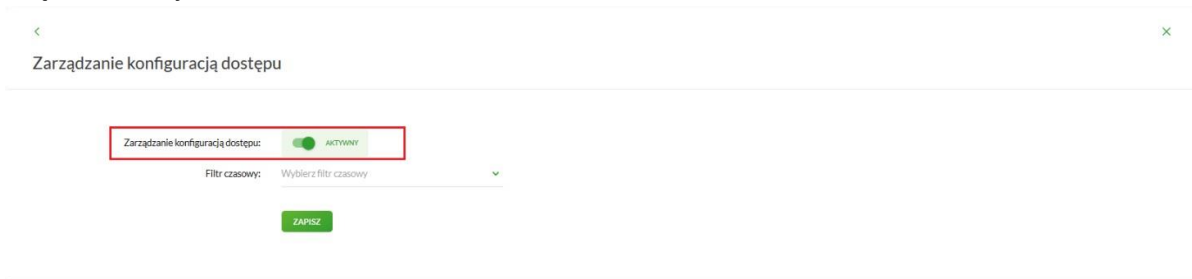 Zarządzanie konfiguracją dostępu
Zarządzanie konfiguracją dostępu: AKTYWNY
Filtr czasowy: Wybierz filtr czasowy
ZAPISZ